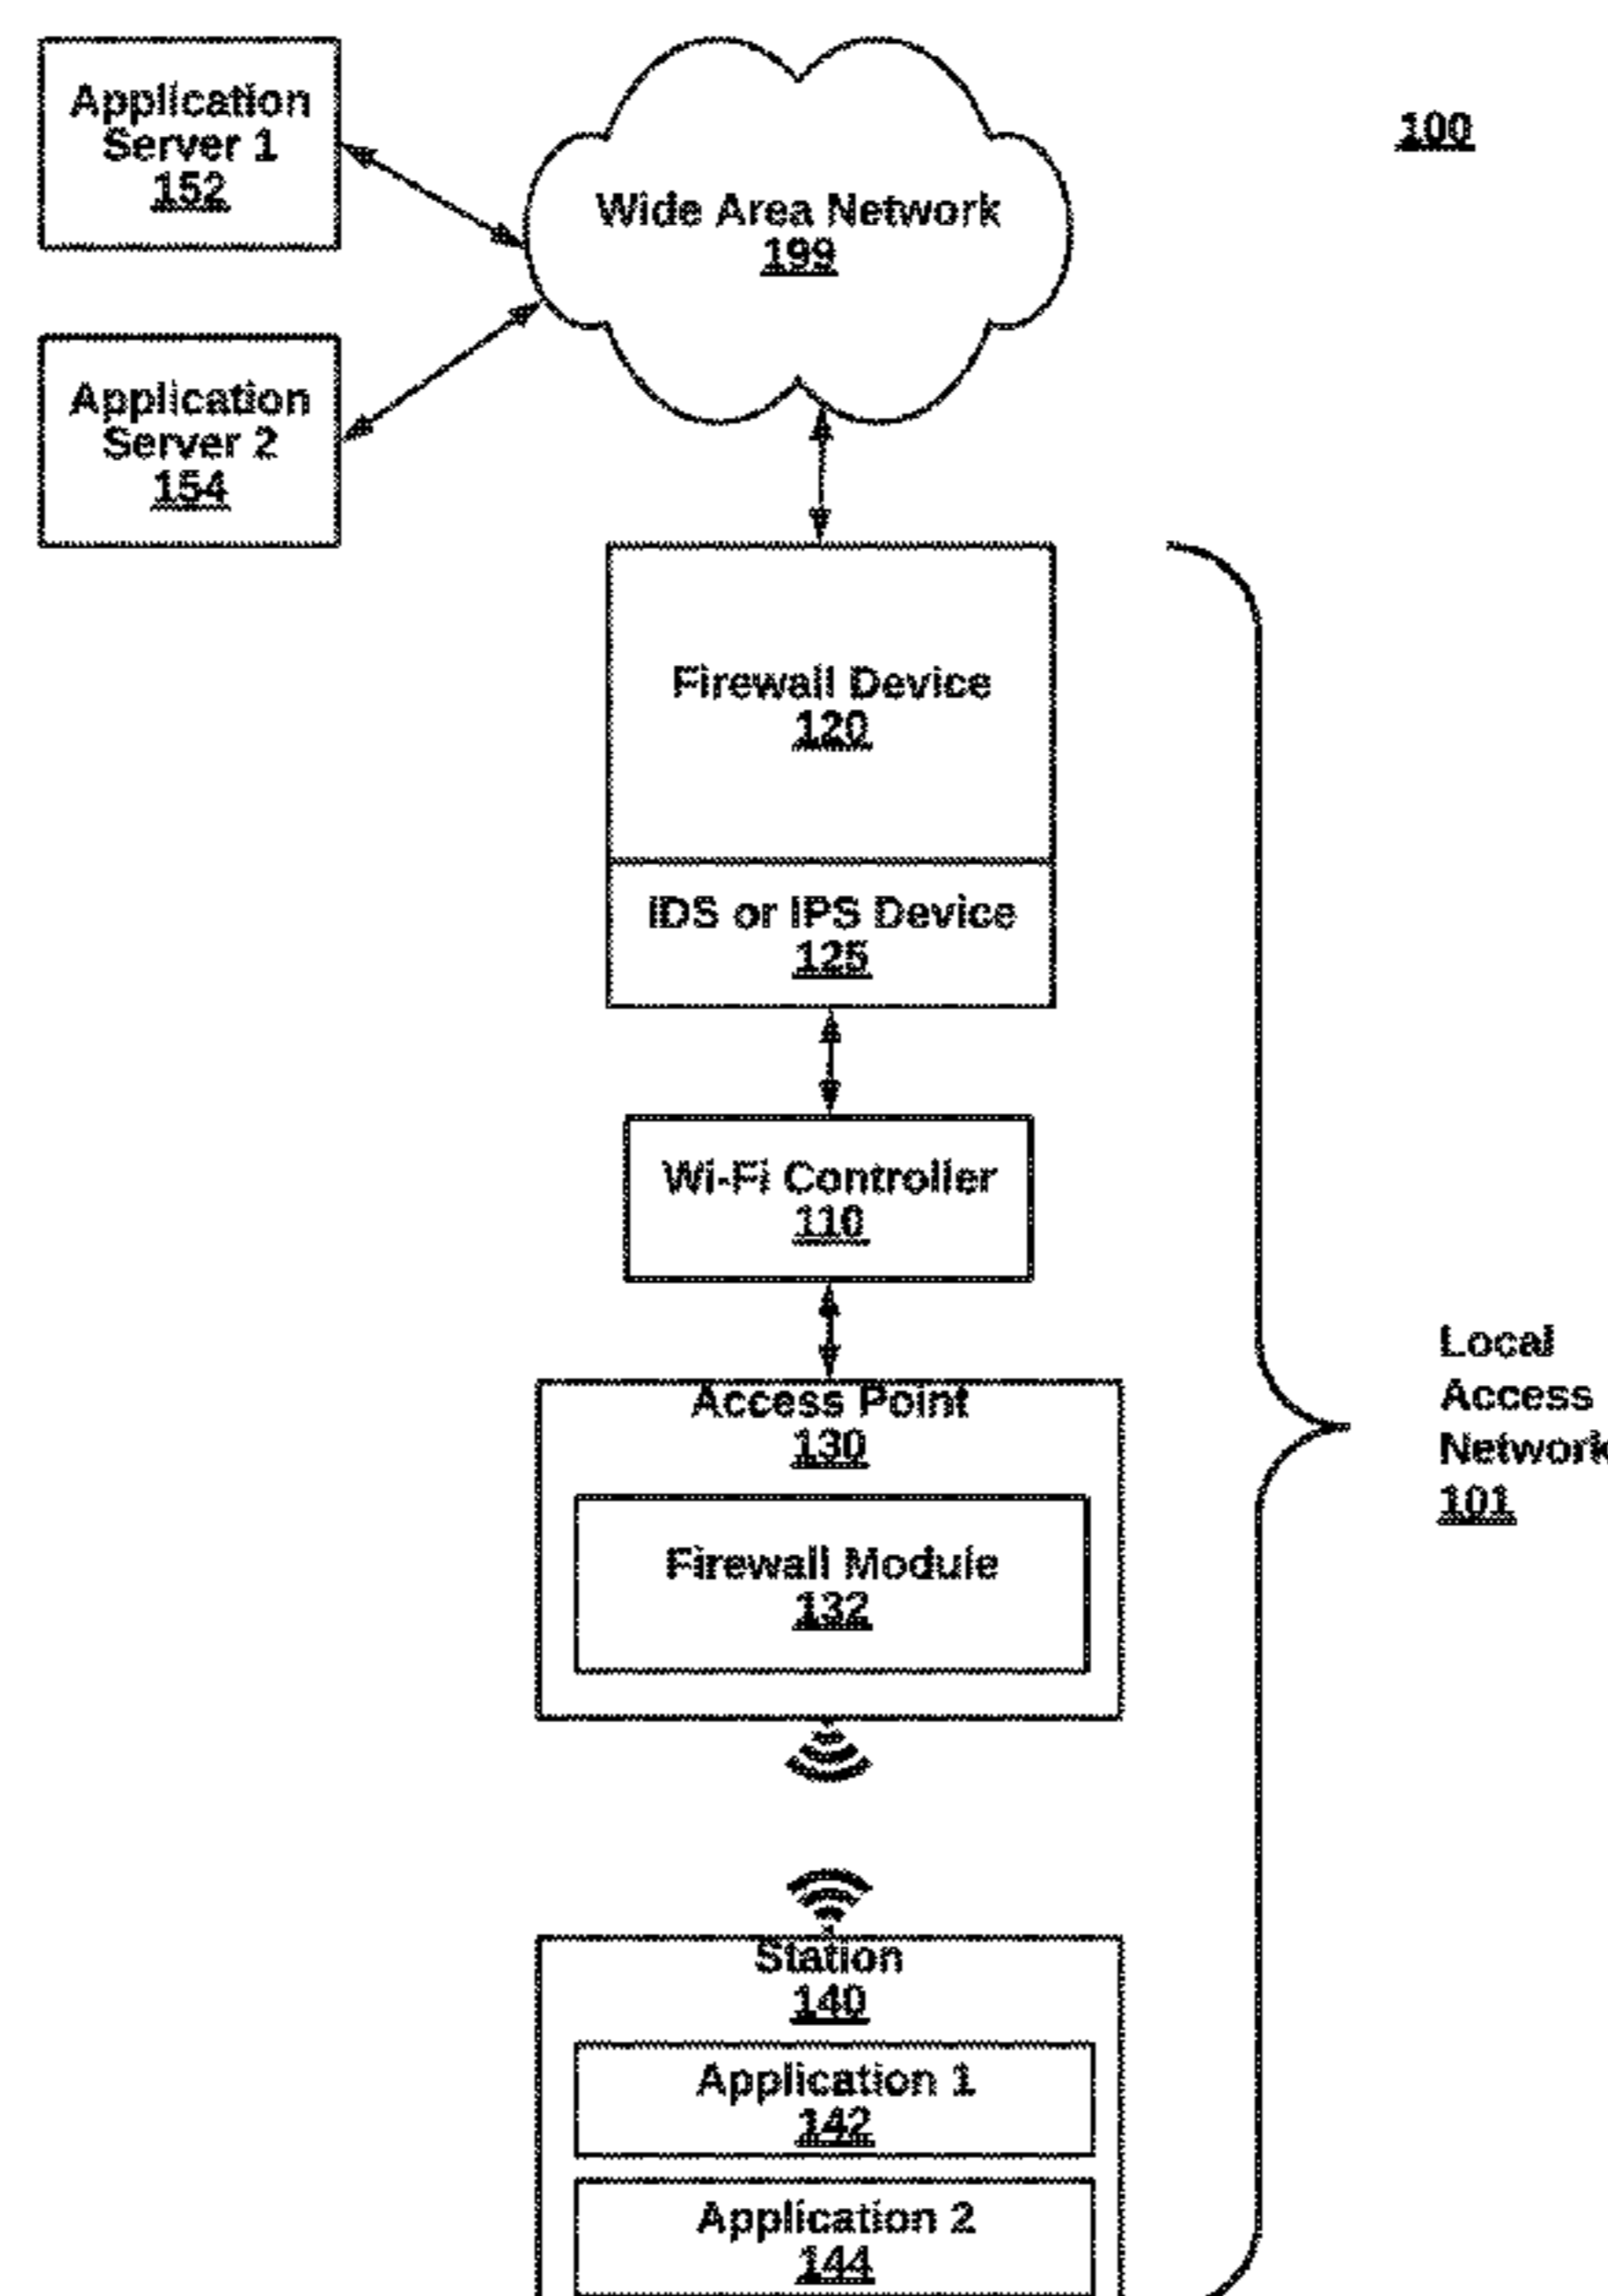 Application
Server 1
152
Wide Area Network
199
100
Application
Server 2
154
Firewall Device
120
IDS or IPS Device
125
Wi-Fi Controller
110
Access Point
130
Firewall Module
132
Local
Access
Network
101
Station
140
Application 1
142
Application 2
144